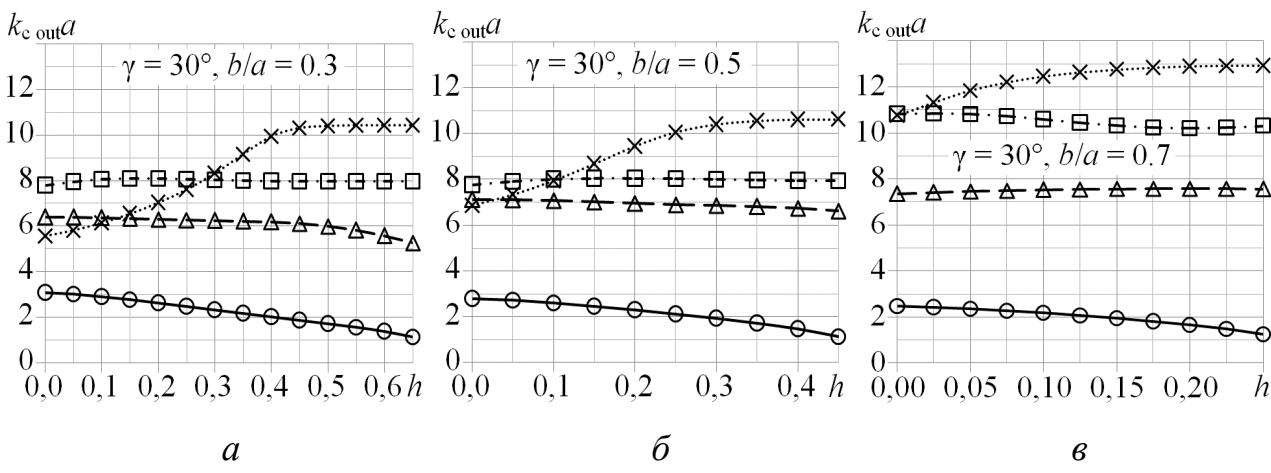 k_c out a
γ = 30°, b/a = 0.3
12
10
8
6
4
2
0
0,0 0,1 0,2 0,3 0,4 0,5 0,6 h
а
k_c out a
γ = 30°, b/a = 0.5
12
10
8
6
4
2
0
0,0 0,1 0,2 0,3 0,4 h
б
k_c out a
12
10
γ = 30°, b/a = 0.7
8
6
4
2
0
0,00 0,05 0,10 0,15 0,20 h
в